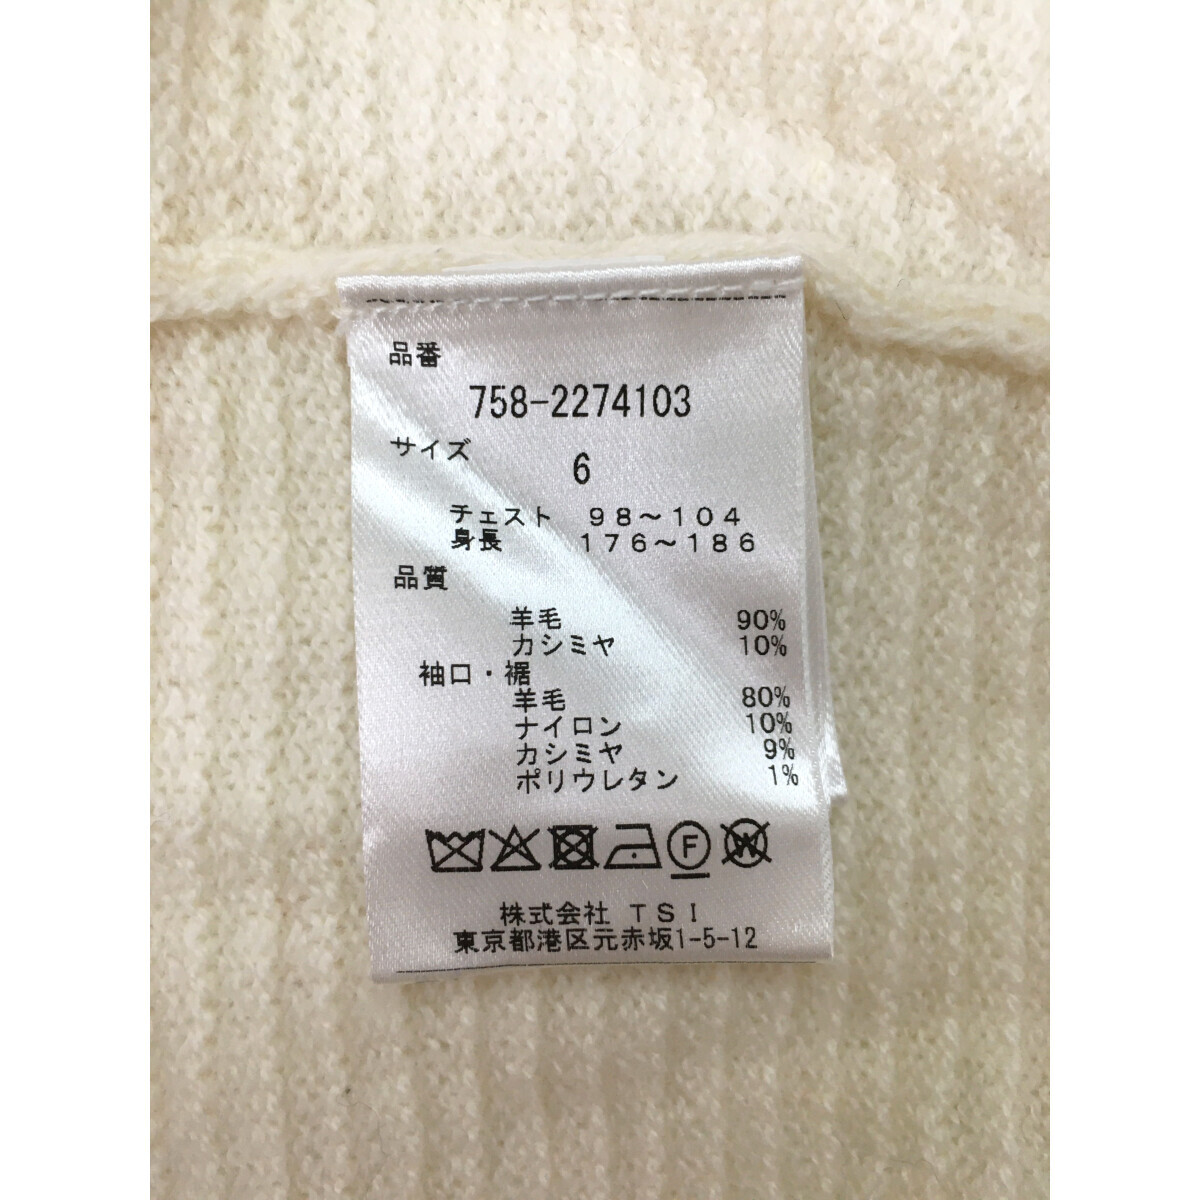 品番
758-2274103
サイズ
6
チェスト 98〜104
身長 176〜186
品質
羊毛 90%
カシミヤ 10%
袖口・裾
羊毛 80%
ナイロン 10%
カシミヤ 9%
ポリウレタン 1%
F W
株式会社 TSI
東京都港区元赤坂1-5-12